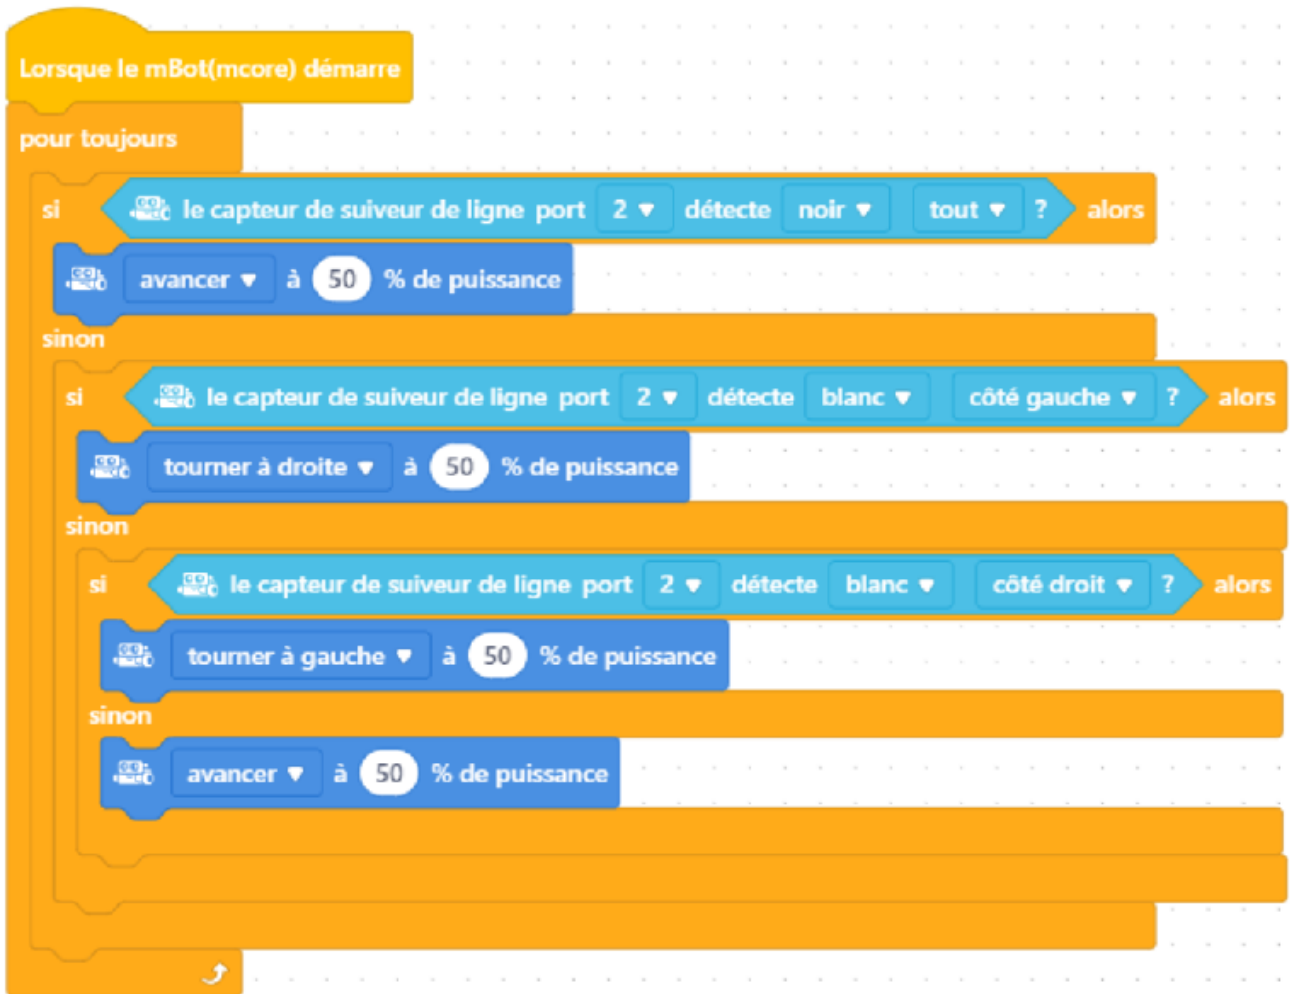 Lorsque le mBot(mcore) démarre
pour toujours
si le capteur de suiveur de ligne port 2 détecte noir tout ? alors
avancer à 50 % de puissance
sinon
si le capteur de suiveur de ligne port 2 détecte blanc côté gauche ? alors
tourner à droite à 50 % de puissance
sinon
si le capteur de suiveur de ligne port 2 détecte blanc côté droit ? alors
tourner à gauche à 50 % de puissance
sinon
avancer à 50 % de puissance